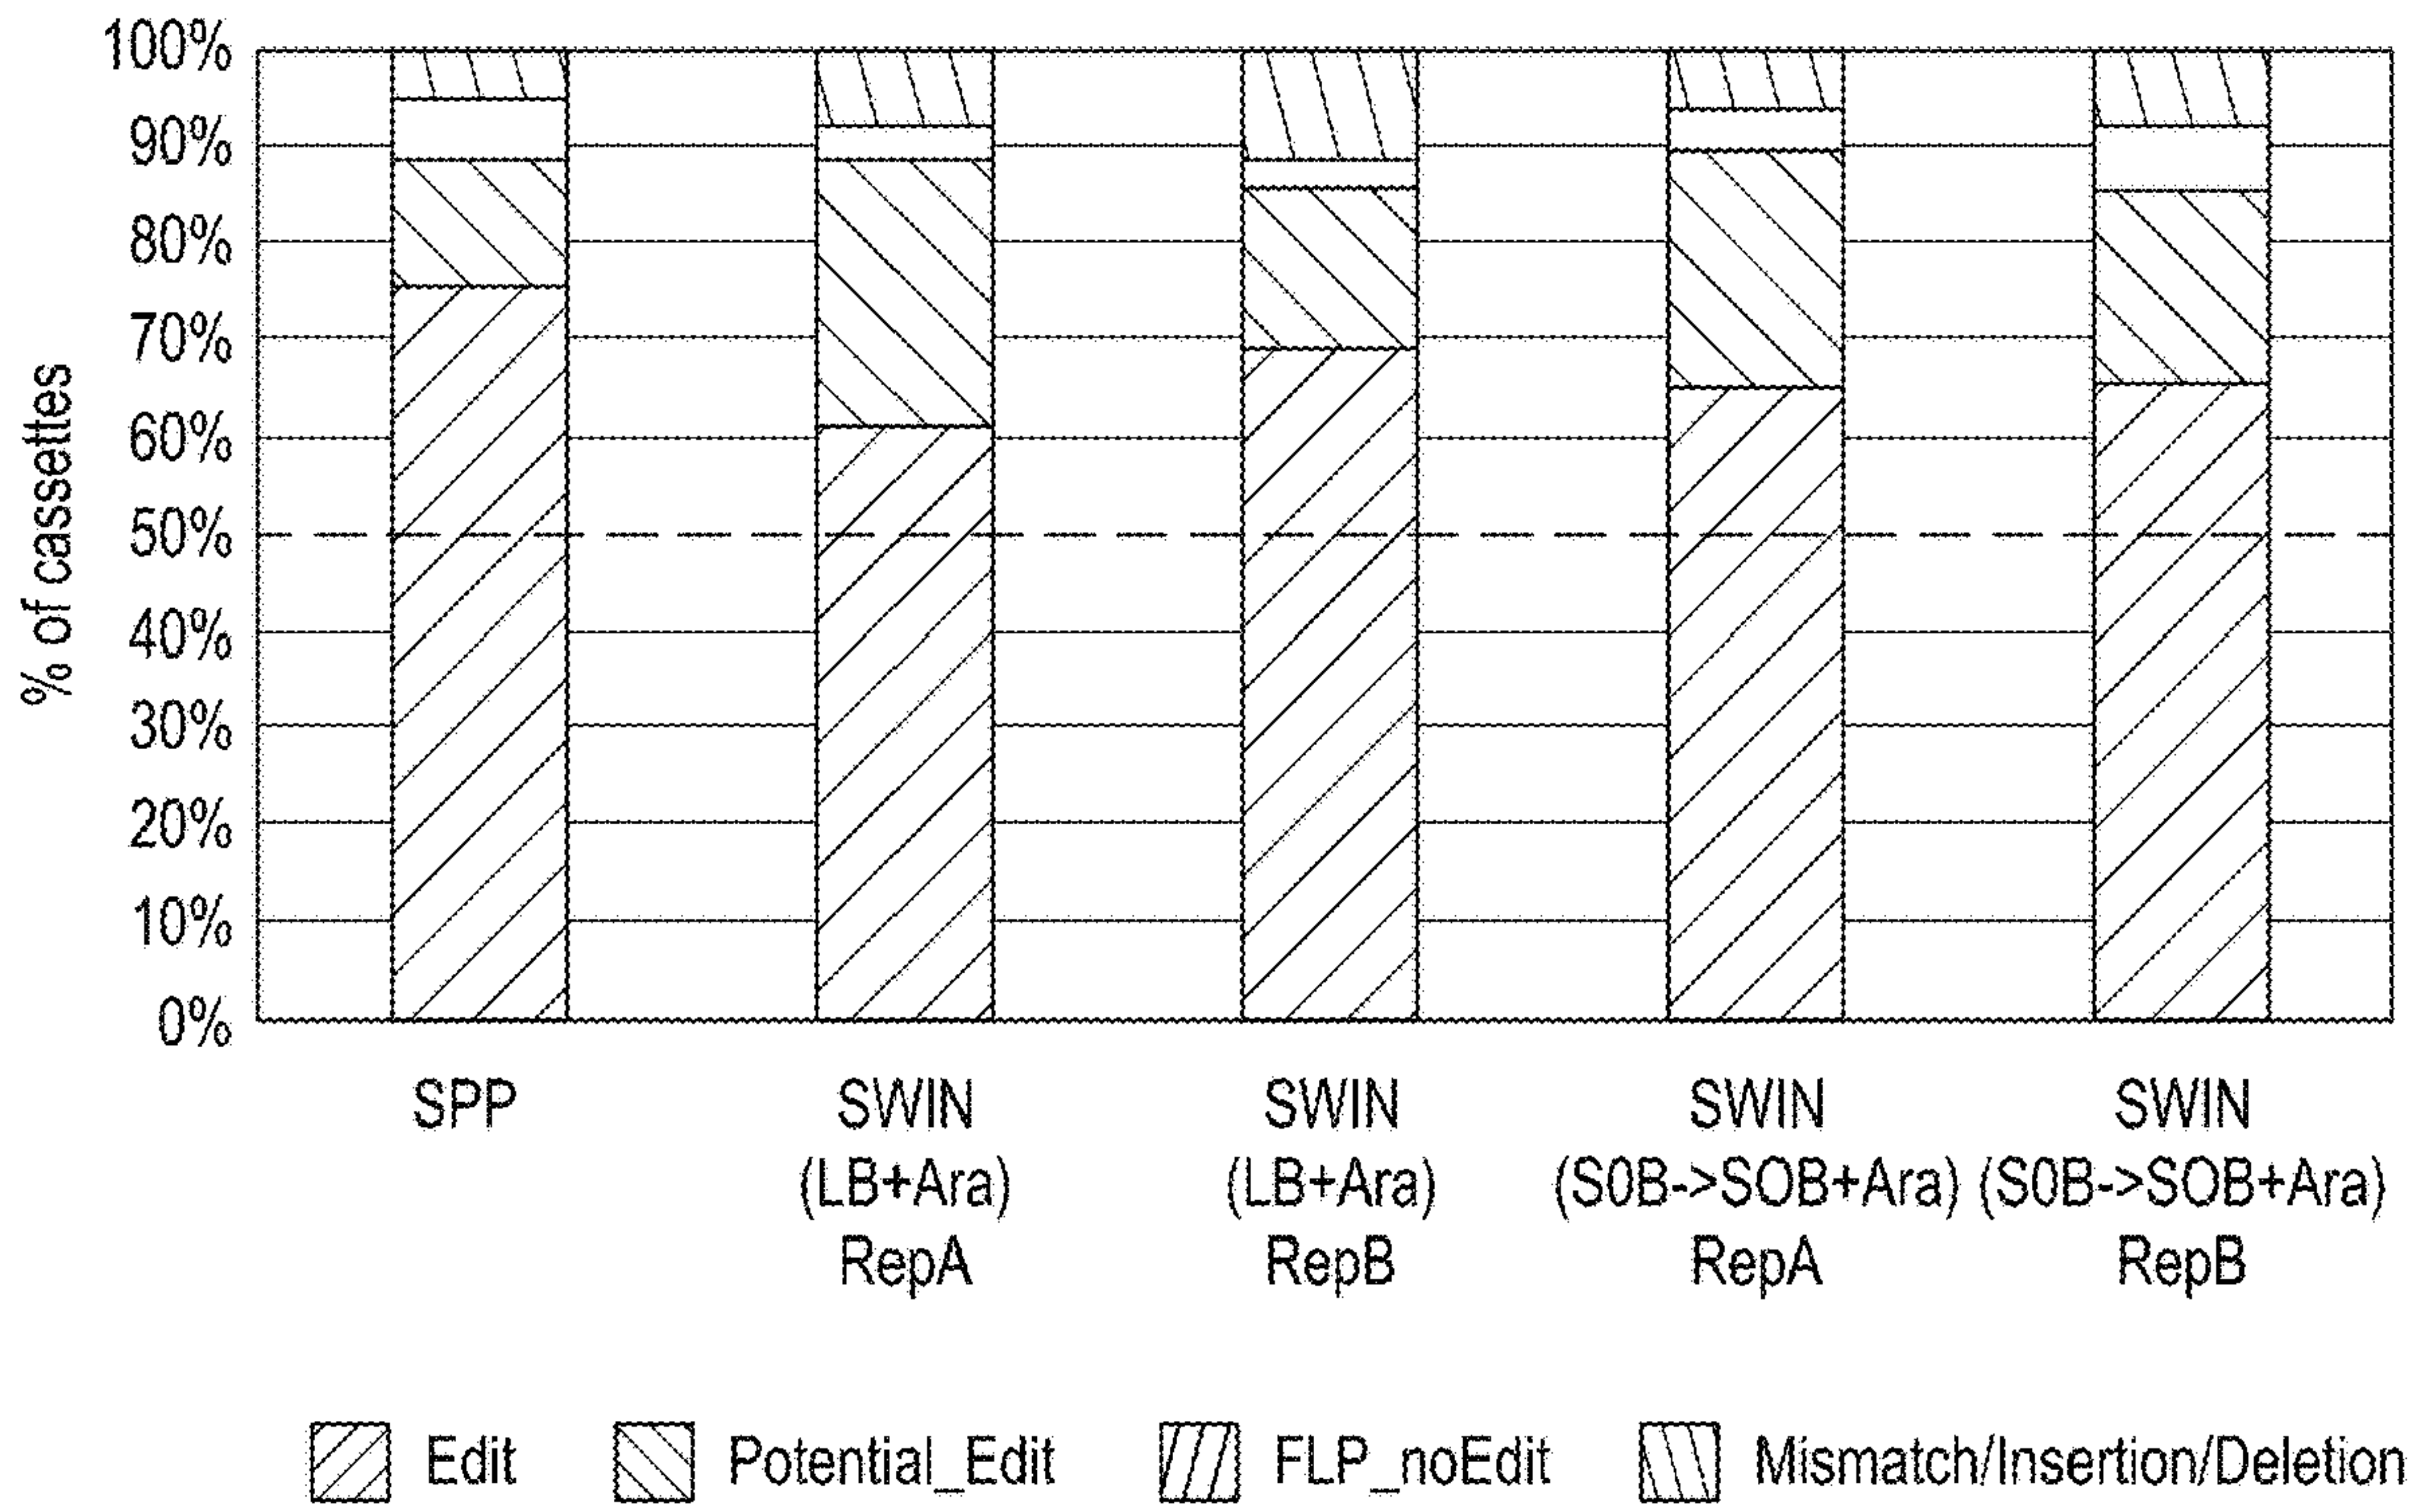 100%
90%
80%
70%
60%
50%
40%
30%
20%
10%
0%
% of cassettes
SPP
SWIN
(LB+Ara)
RepA
SWIN
(LB+Ara)
RepB
SWIN
(S0B->SOB+Ara)
RepA
SWIN
(S0B->SOB+Ara)
RepB
Edit
Potential_Edit
FLP_noEdit
Mismatch/Insertion/Deletion